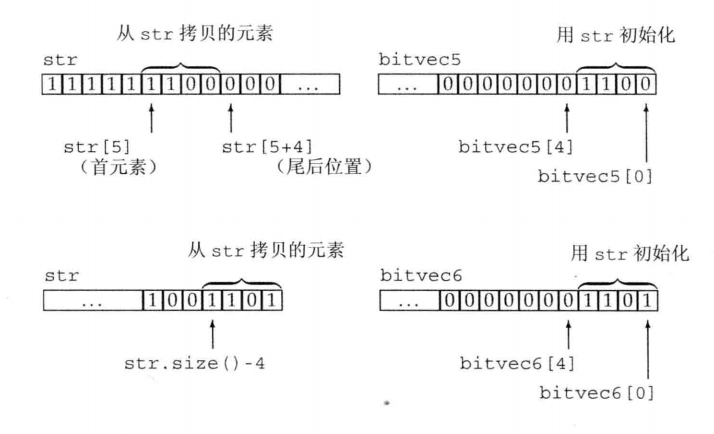 从 str 拷贝的元素
用 str 初始化
str
bitvec5
1 1 1 1 1 1 1 0 0 0 0 0 ...
... 0 0 0 0 0 0 0 1 1 0 0
str[5]
(首元素)
str[5+4]
(尾后位置)
bitvec5[4]
bitvec5[0]
从 str 拷贝的元素
用 str 初始化
str
bitvec6
... 1 0 0 1 1 0 1
... 0 0 0 0 0 0 0 1 1 0 1
str.size()-4
bitvec6[4]
bitvec6[0]